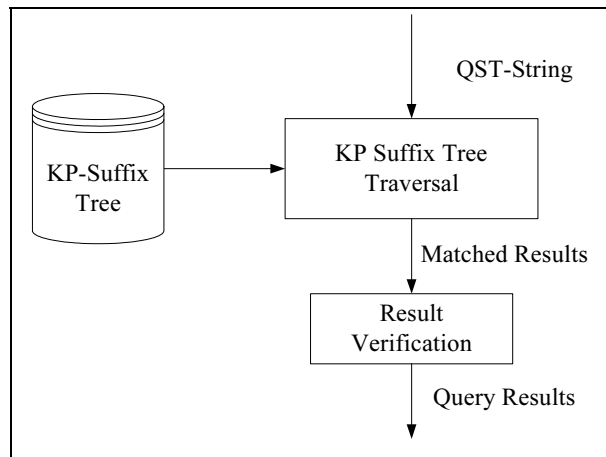 QST-String
KP-Suffix
Tree
KP Suffix Tree
Traversal
Matched Results
Result
Verification
Query Results